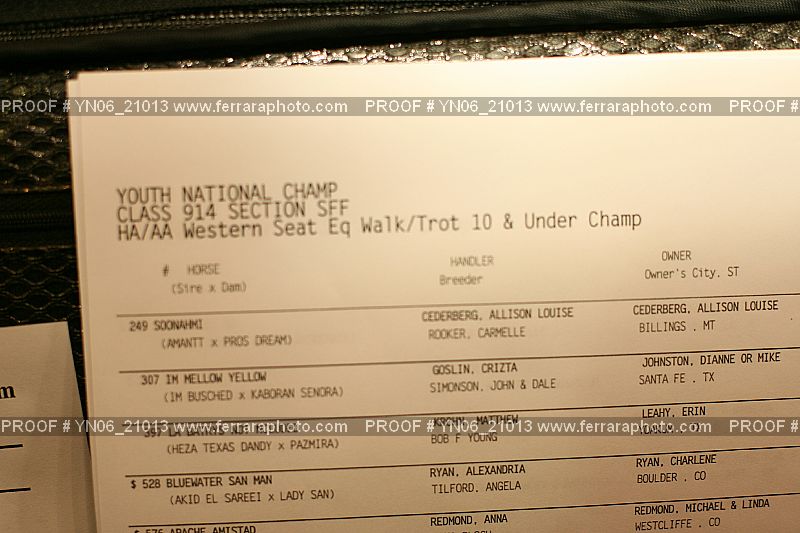 PROOF # YN06_21013 www.ferraraphoto.com PROOF # YN06_21013 www.ferraraphoto.com
YOUTH NATIONAL CHAMP
CLASS 914 SECTION SFF
HA/AA Western Seat Eq Walk/Trot 10 & Under Champ
# HORSE HANDLER OWNER
(Sire x Dam) Breeder Owner's City, ST
249 SOONAHMI CEDERBERG, ALLISON LOUISE CEDERBERG, ALLISON LOUISE
(AMANTT x PROS DREAM) ROOKER, CARMELLE BILLINGS , MT
307 IM MELLOW YELLOW GOSLIN, CRIZTA JOHNSTON, DIANNE OR MIKE
(IM BUSCHED x KABORAN SENORA) SIMONSON, JOHN & DALE SANTA FE , TX
MATTHEW LEAHY, ERIN
PROOF # YN06_21013 www.ferraraphoto.com PROOF # YN06_21013 www.ferraraphoto.com
(HEZA TEXAS DANDY x PAZMIRA) BOB F YOUNG
$ 528 BLUEWATER SAN MAN RYAN, ALEXANDRIA RYAN, CHARLENE
(AKID EL SAREEI x LADY SAN) TILFORD, ANGELA BOULDER , CO
$ 576 APACHE AMISTAD REDMOND, ANNA REDMOND, MICHAEL & LINDA
WESTCLIFFE , CO